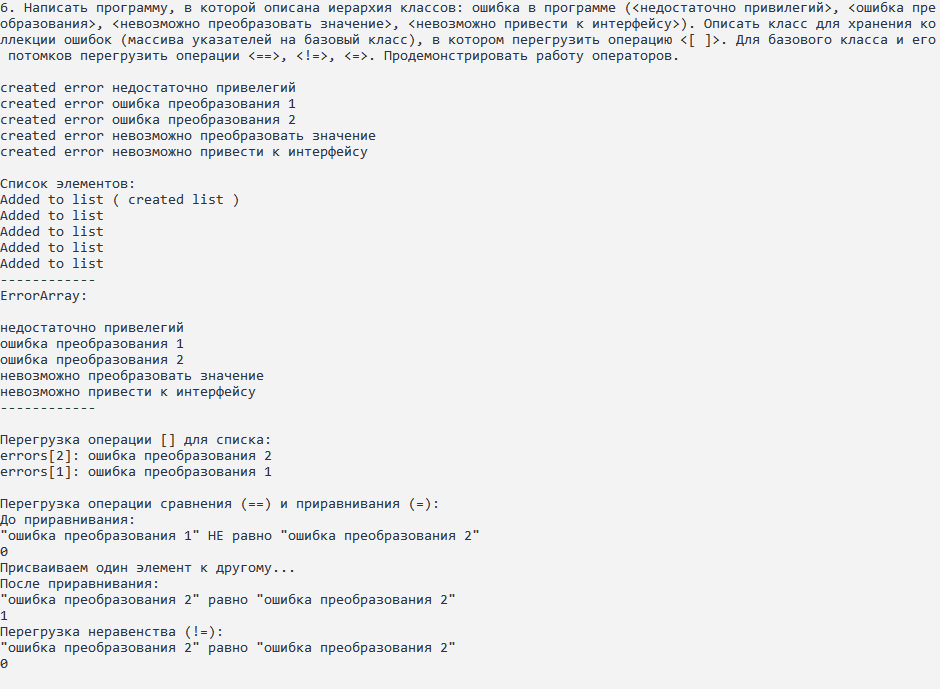 6. Написать программу, в которой описана иерархия классов: ошибка в программе (<недостаточно привилегий>, <ошибка пре
образования>, <невозможно преобразовать значение>, <невозможно привести к интерфейсу>). Описать класс для хранения ко
ллекции ошибок (массива указателей на базовый класс), в котором перегрузить операцию <[ ]>. Для базового класса и его
потомков перегрузить операции <==>, <!=>, <=>. Продемонстрировать работу операторов.
created error недостаточно привелегий
created error ошибка преобразования 1
created error ошибка преобразования 2
created error невозможно преобразовать значение
created error невозможно привести к интерфейсу
Список элементов:
Added to list ( created list )
Added to list
Added to list
Added to list
Added to list
------------
ErrorArray:
недостаточно привелегий
ошибка преобразования 1
ошибка преобразования 2
невозможно преобразовать значение
невозможно привести к интерфейсу
------------
Перегрузка операции [] для списка:
errors[2]: ошибка преобразования 2
errors[1]: ошибка преобразования 1
Перегрузка операции сравнения (==) и приравнивания (=):
До приравнивания:
"ошибка преобразования 1" НЕ равно "ошибка преобразования 2"
0
Присваиваем один элемент к другому...
После приравнивания:
"ошибка преобразования 2" равно "ошибка преобразования 2"
1
Перегрузка неравенства (!=):
"ошибка преобразования 2" равно "ошибка преобразования 2"
0